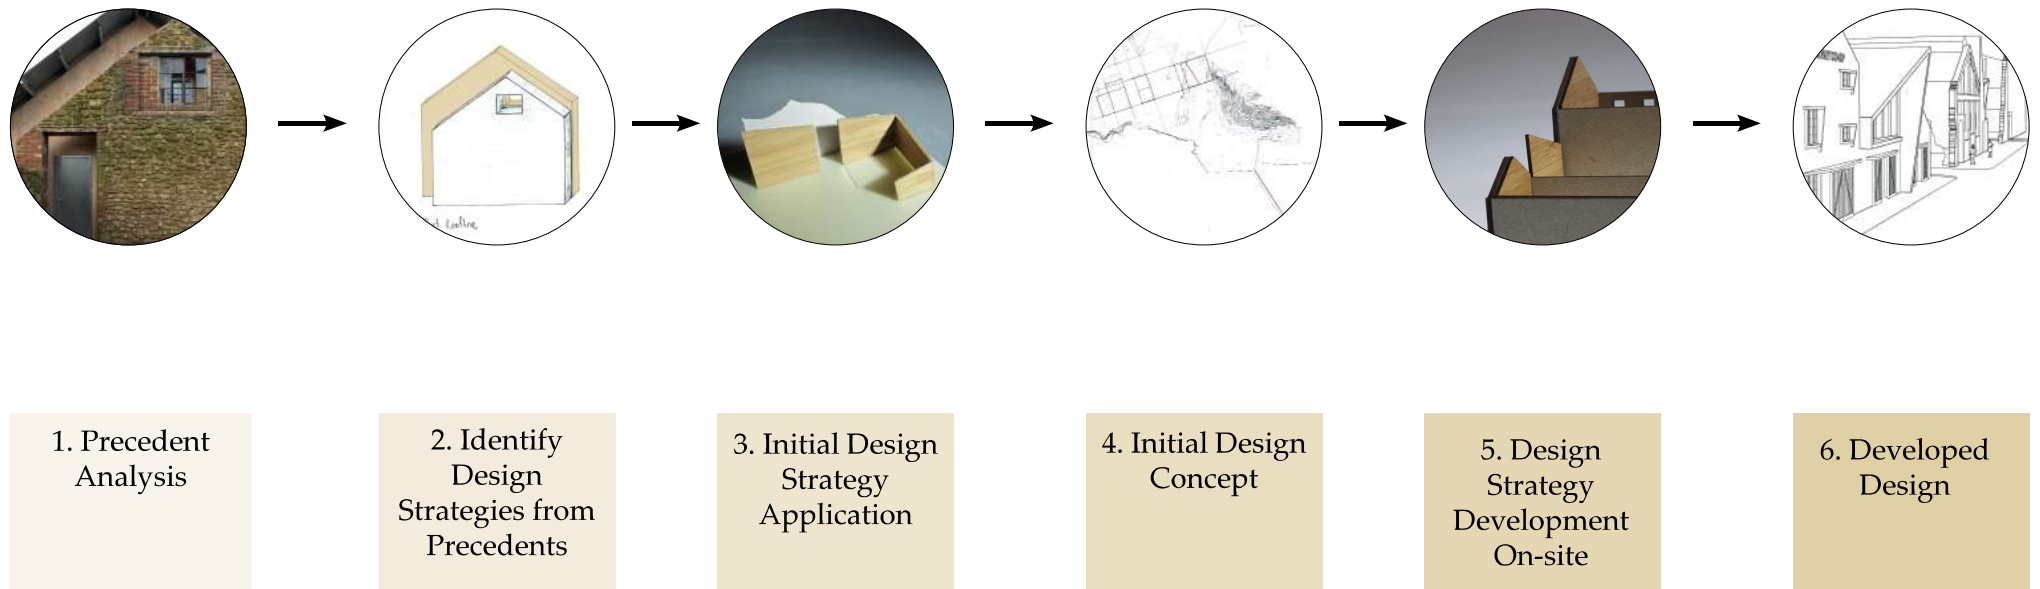 1. Precedent
Analysis
2. Identify
Design
Strategies from
Precedents
3. Initial Design
Strategy
Application
4. Initial Design
Concept
5. Design
Strategy
Development
On-site
6. Developed
Design